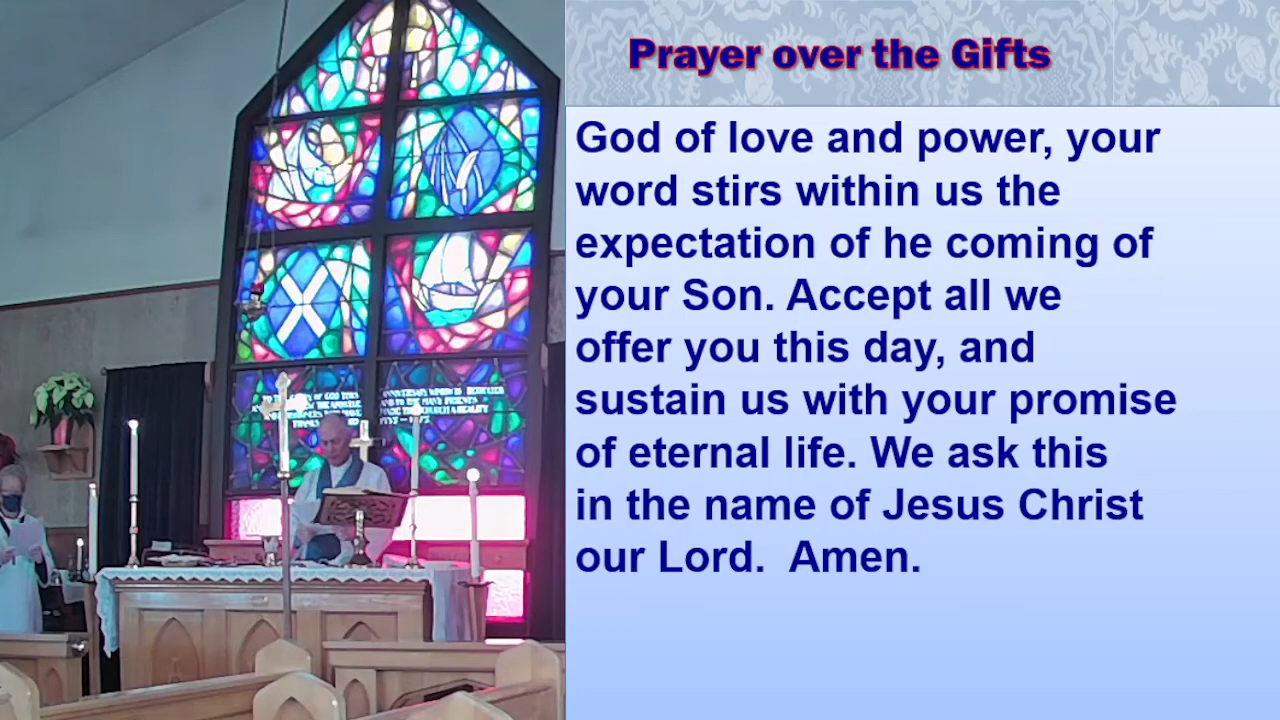 Prayer over the Gifts
God of love and power, your
word stirs within us the
expectation of he coming of
your Son. Accept all we
offer you this day, and
sustain us with your promise
of eternal life. We ask this
in the name of Jesus Christ
our Lord.  Amen.